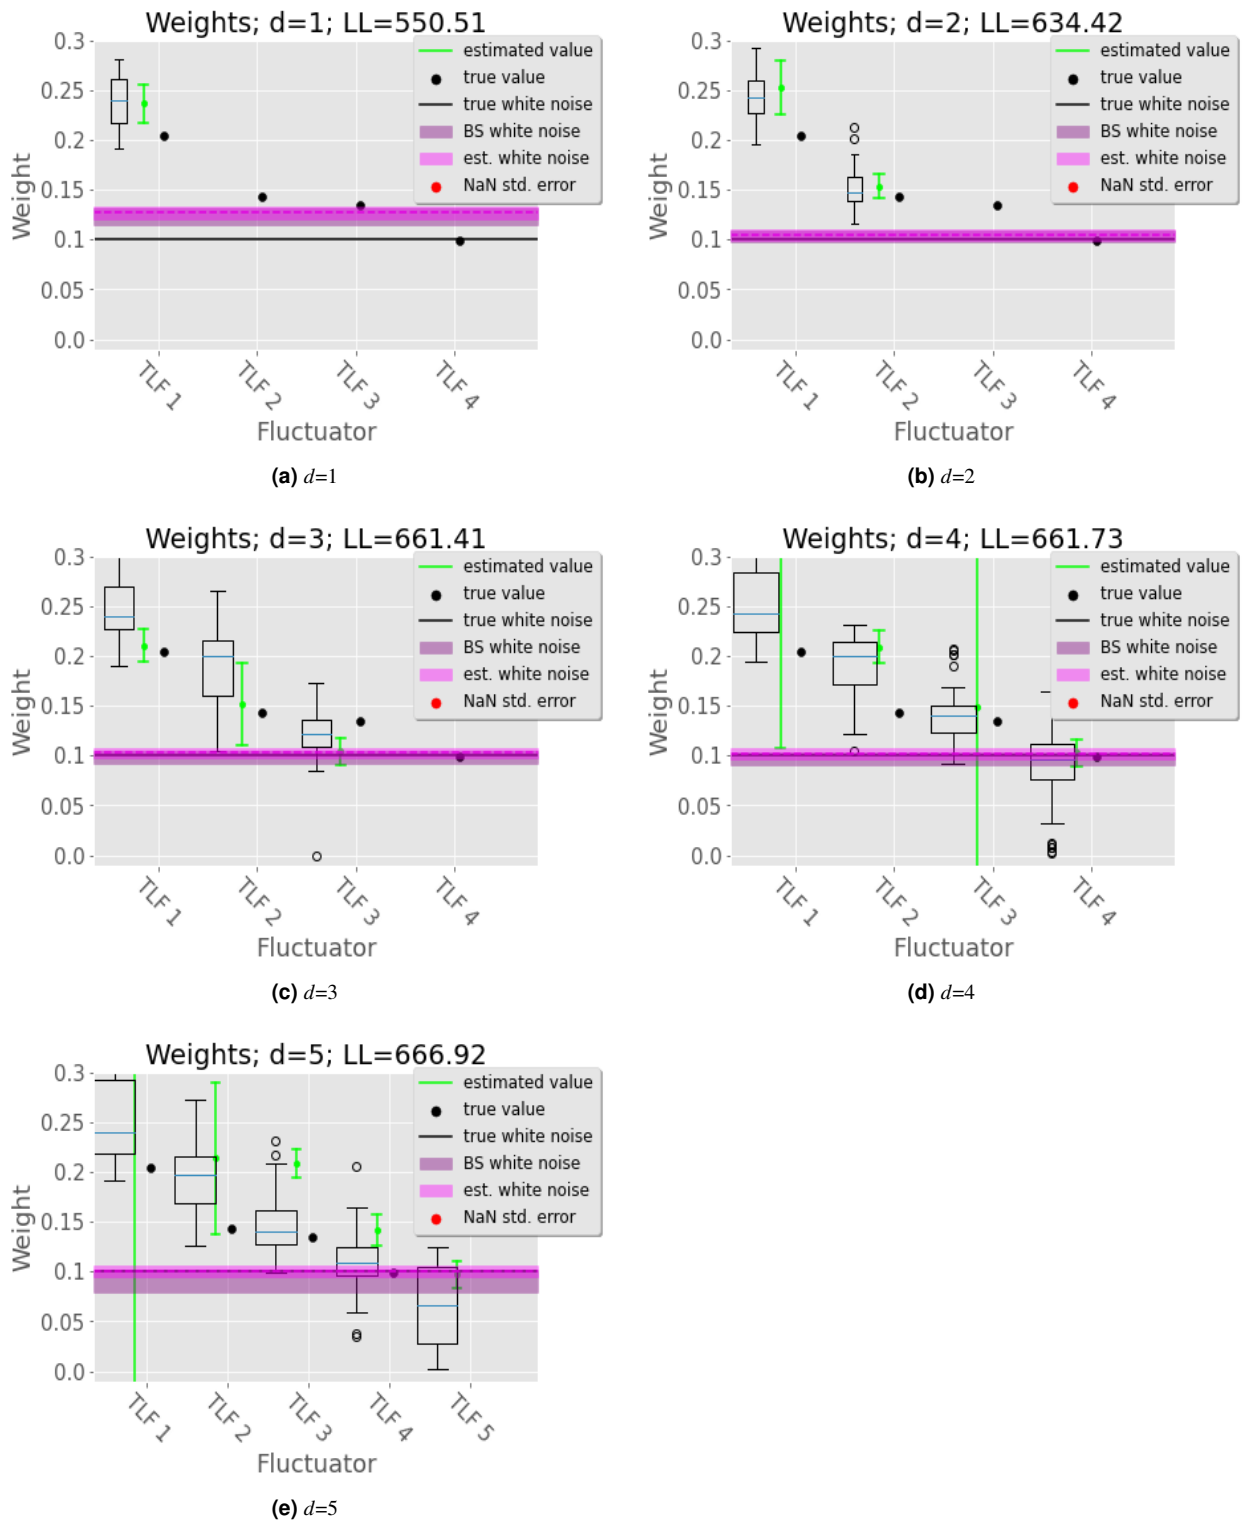 Weights; d=1; LL=550.51
0.3
0.25
0.2
0.15
0.1
0.05
0.0
Weight
estimated value
true value
true white noise
BS white noise
est. white noise
NaN std. error
TLF 1
TLF 2
TLF 3
TLF 4
Fluctuator
(a) d=1
Weights; d=2; LL=634.42
0.3
0.25
0.2
0.15
0.1
0.05
0.0
Weight
estimated value
true value
true white noise
BS white noise
est. white noise
NaN std. error
TLF 1
TLF 2
TLF 3
TLF 4
Fluctuator
(b) d=2
Weights; d=3; LL=661.41
0.3
0.25
0.2
0.15
0.1
0.05
0.0
Weight
estimated value
true value
true white noise
BS white noise
est. white noise
NaN std. error
TLF 1
TLF 2
TLF 3
TLF 4
Fluctuator
(c) d=3
Weights; d=4; LL=661.73
0.3
0.25
0.2
0.15
0.1
0.05
0.0
Weight
estimated value
true value
true white noise
BS white noise
est. white noise
NaN std. error
TLF 1
TLF 2
TLF 3
TLF 4
Fluctuator
(d) d=4
Weights; d=5; LL=666.92
0.3
0.25
0.2
0.15
0.1
0.05
0.0
Weight
estimated value
true value
true white noise
BS white noise
est. white noise
NaN std. error
TLF 1
TLF 2
TLF 3
TLF 4
TLF 5
Fluctuator
(e) d=5